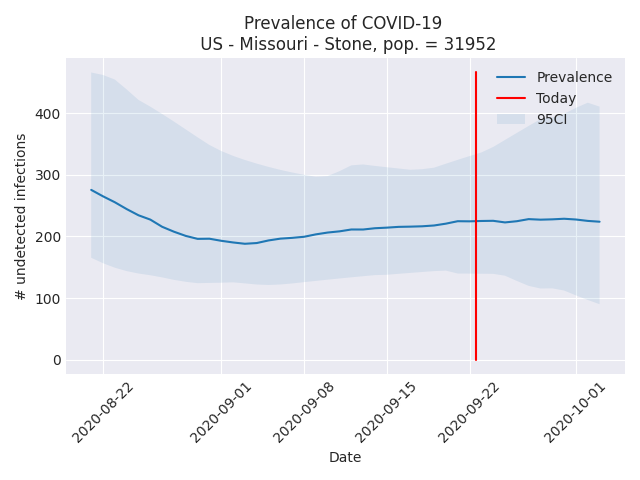 Prevalence of COVID-19
US - Missouri - Stone, pop. = 31952
Prevalence
Today
95CI
# undetected infections
400
300
200
100
0
2020-08-22
2020-09-01
2020-09-08
2020-09-15
2020-09-22
2020-10-01
Date